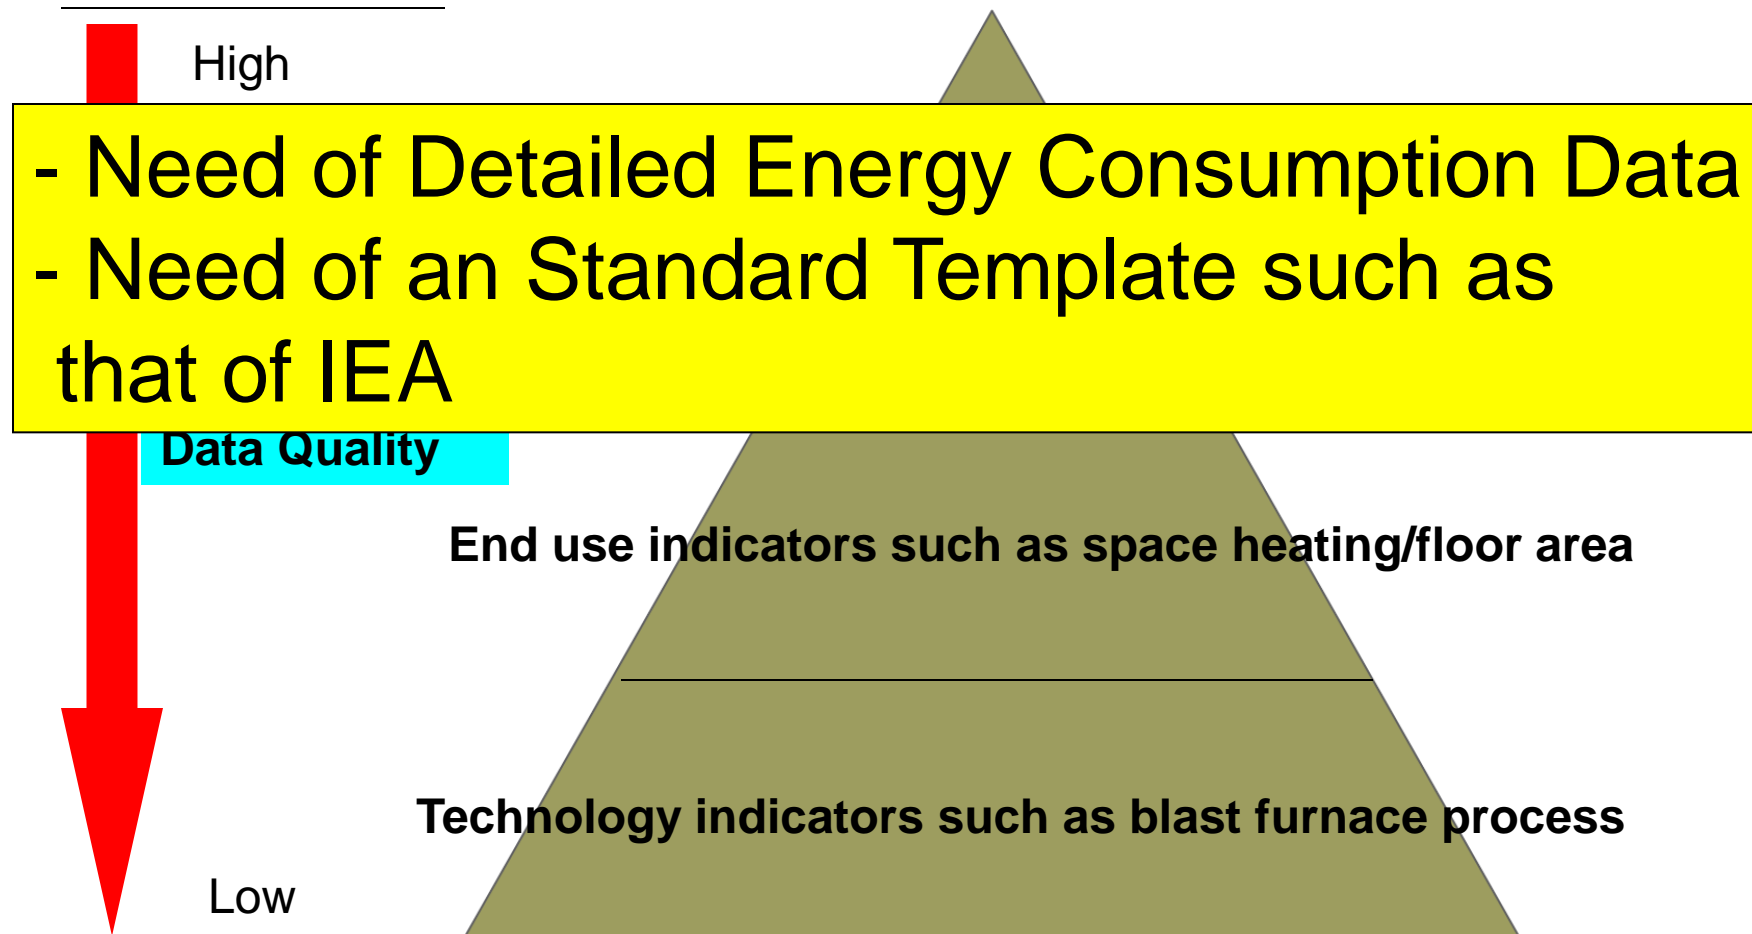 High
- Need of Detailed Energy Consumption Data
- Need of an Standard Template such as
that of IEA
Data Quality
End use indicators such as space heating/floor area
Technology indicators such as blast furnace process
Low